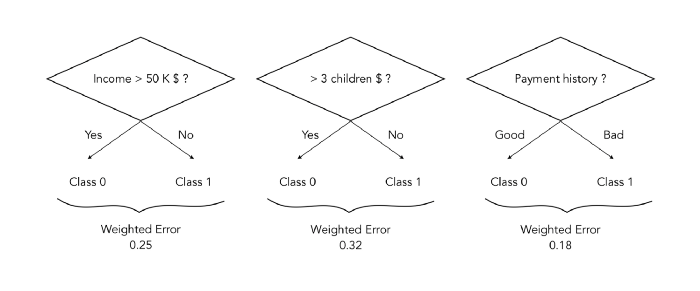 Income > 50 K $ ?
> 3 children $ ?
Payment history ?
Yes
No
Yes
No
Good
Bad
Class 0
Class 1
Class 0
Class 1
Class 0
Class 1
Weighted Error
0.25
Weighted Error
0.32
Weighted Error
0.18